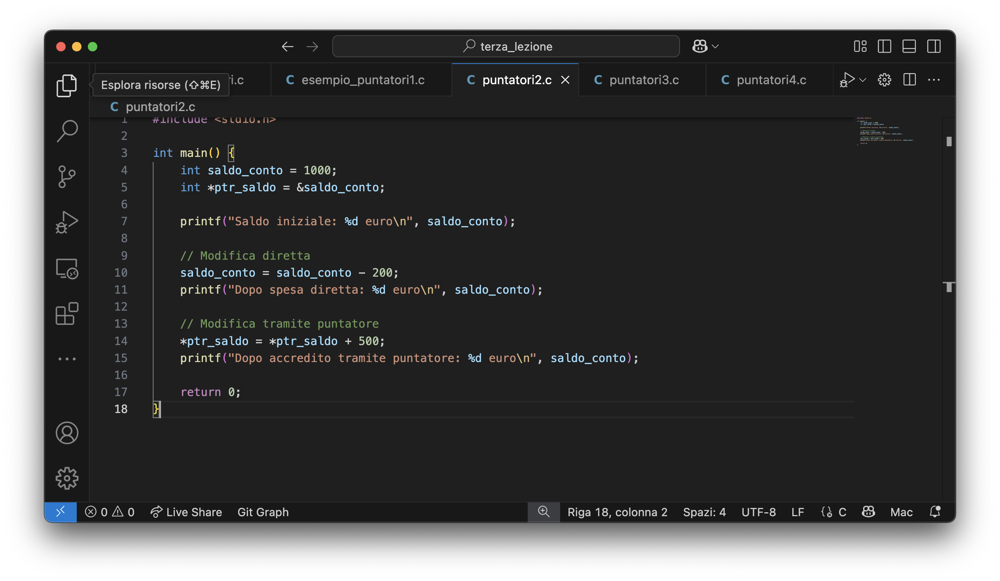 terza_lezione
Esplora risorse (⇧⌘E)
i.c
esempio_puntatori1.c
puntatori2.c
puntatori3.c
puntatori4.c
puntatori2.c
1 #include <stdio.h>
2
3 int main() {
4 int saldo_conto = 1000;
5 int *ptr_saldo = &saldo_conto;
6
7 printf("Saldo iniziale: %d euro\n", saldo_conto);
8
9 // Modifica diretta
10 saldo_conto = saldo_conto - 200;
11 printf("Dopo spesa diretta: %d euro\n", saldo_conto);
12
13 // Modifica tramite puntatore
14 *ptr_saldo = *ptr_saldo + 500;
15 printf("Dopo accredito tramite puntatore: %d euro\n", saldo_conto);
16
17 return 0;
18 }
0 0 Live Share Git Graph Riga 18, colonna 2 Spazi: 4 UTF-8 LF C Mac